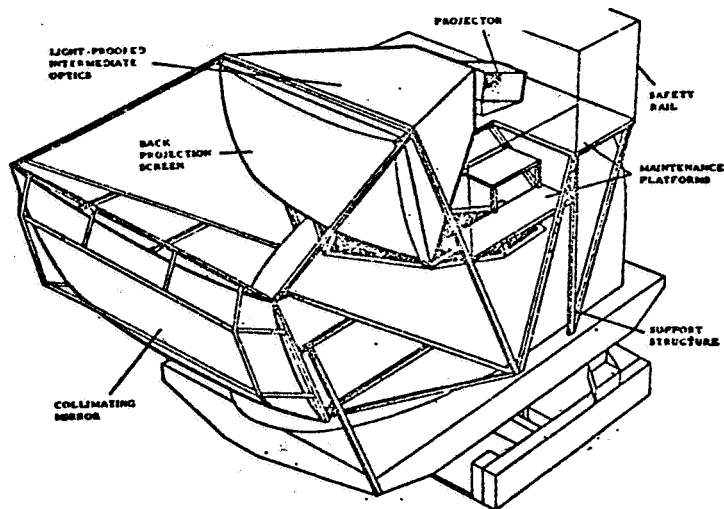 PROJECTOR
LIGHT-PROOFED
INTERMEDIATE
OPTICS
SAFETY
RAIL
BACK
PROJECTION
SCREEN
MAINTENANCE
PLATFORMS
SUPPORT
STRUCTURE
COLLIMATING
MIRROR